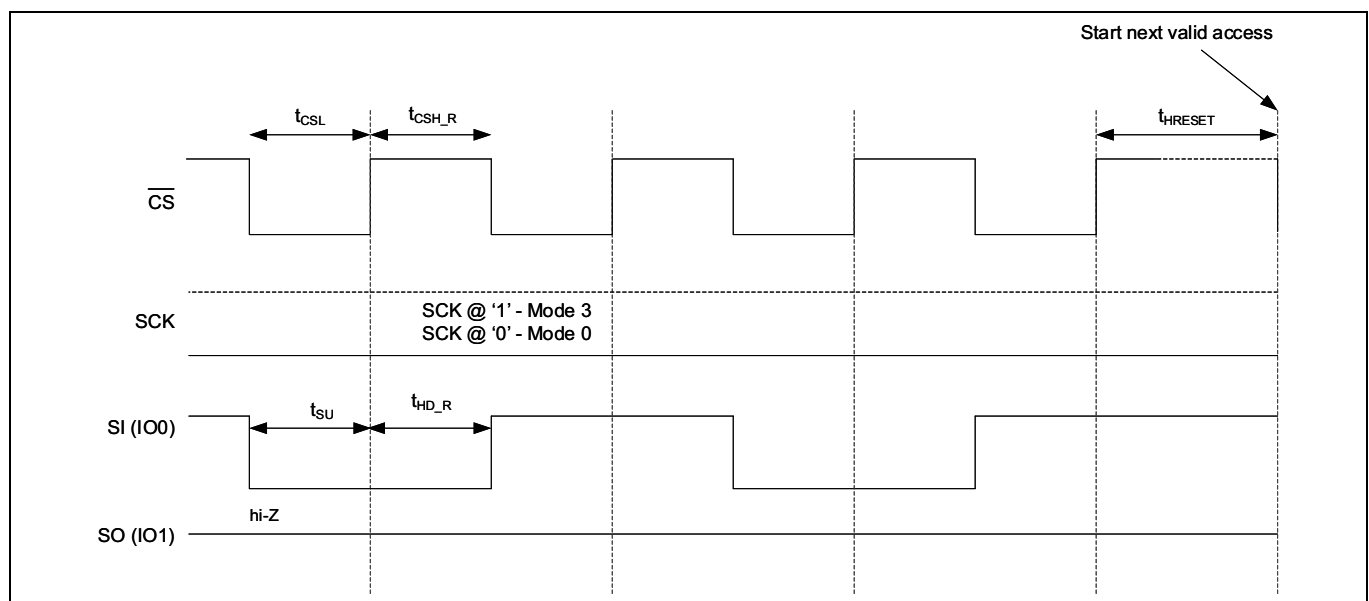 Start next valid access
tCSL
tCSH_R
tHRESET
CS
SCK @ ‘1’ - Mode 3
SCK
SCK @ ‘0’ - Mode 0
tSU
tHD_R
SI (IO0)
hi-Z
SO (IO1)